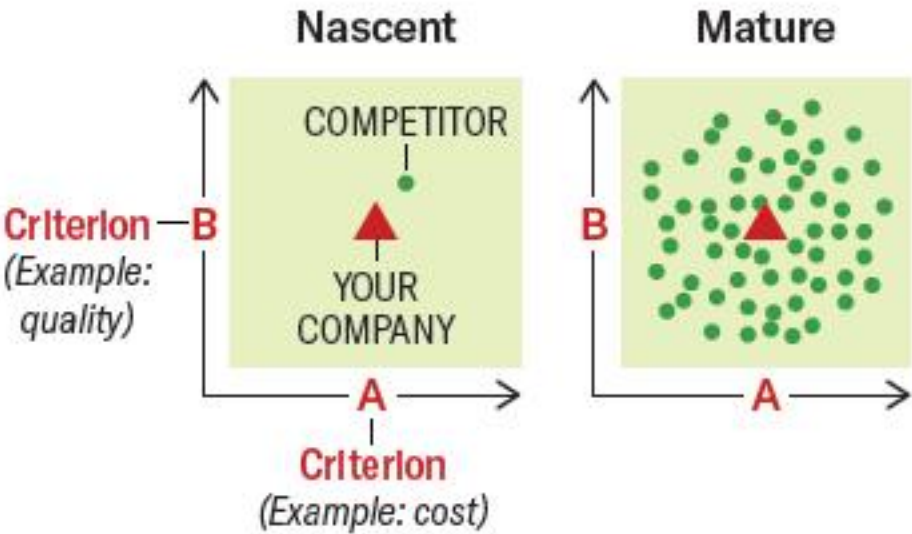 Nascent
COMPETITOR
YOUR
COMPANY
Criterion
(Example:
quality)
B
A
Criterion
(Example: cost)
Mature
B
A